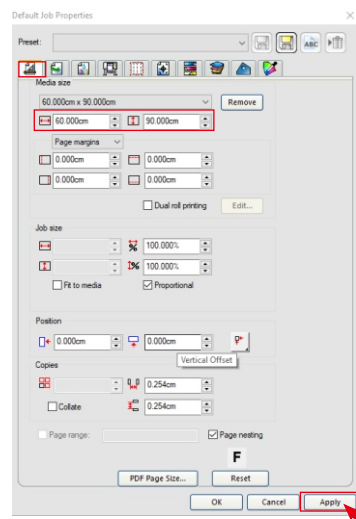 Default Job Properties
Preset:
ABC
Media size
60.000cm x 90.000cm
Remove
60.000cm 90.000cm
Page margins
0.000cm 0.000cm
0.000cm 0.000cm
Dual roll printing Edit...
Job size
% 100.000%
% 100.000%
Fit to media Proportional
Position
0.000cm 0.000cm
Vertical Offset
Copies
0.254cm
Collate 0.254cm
Page range: Page nesting
F
PDF Page Size... Reset
OK Cancel Apply